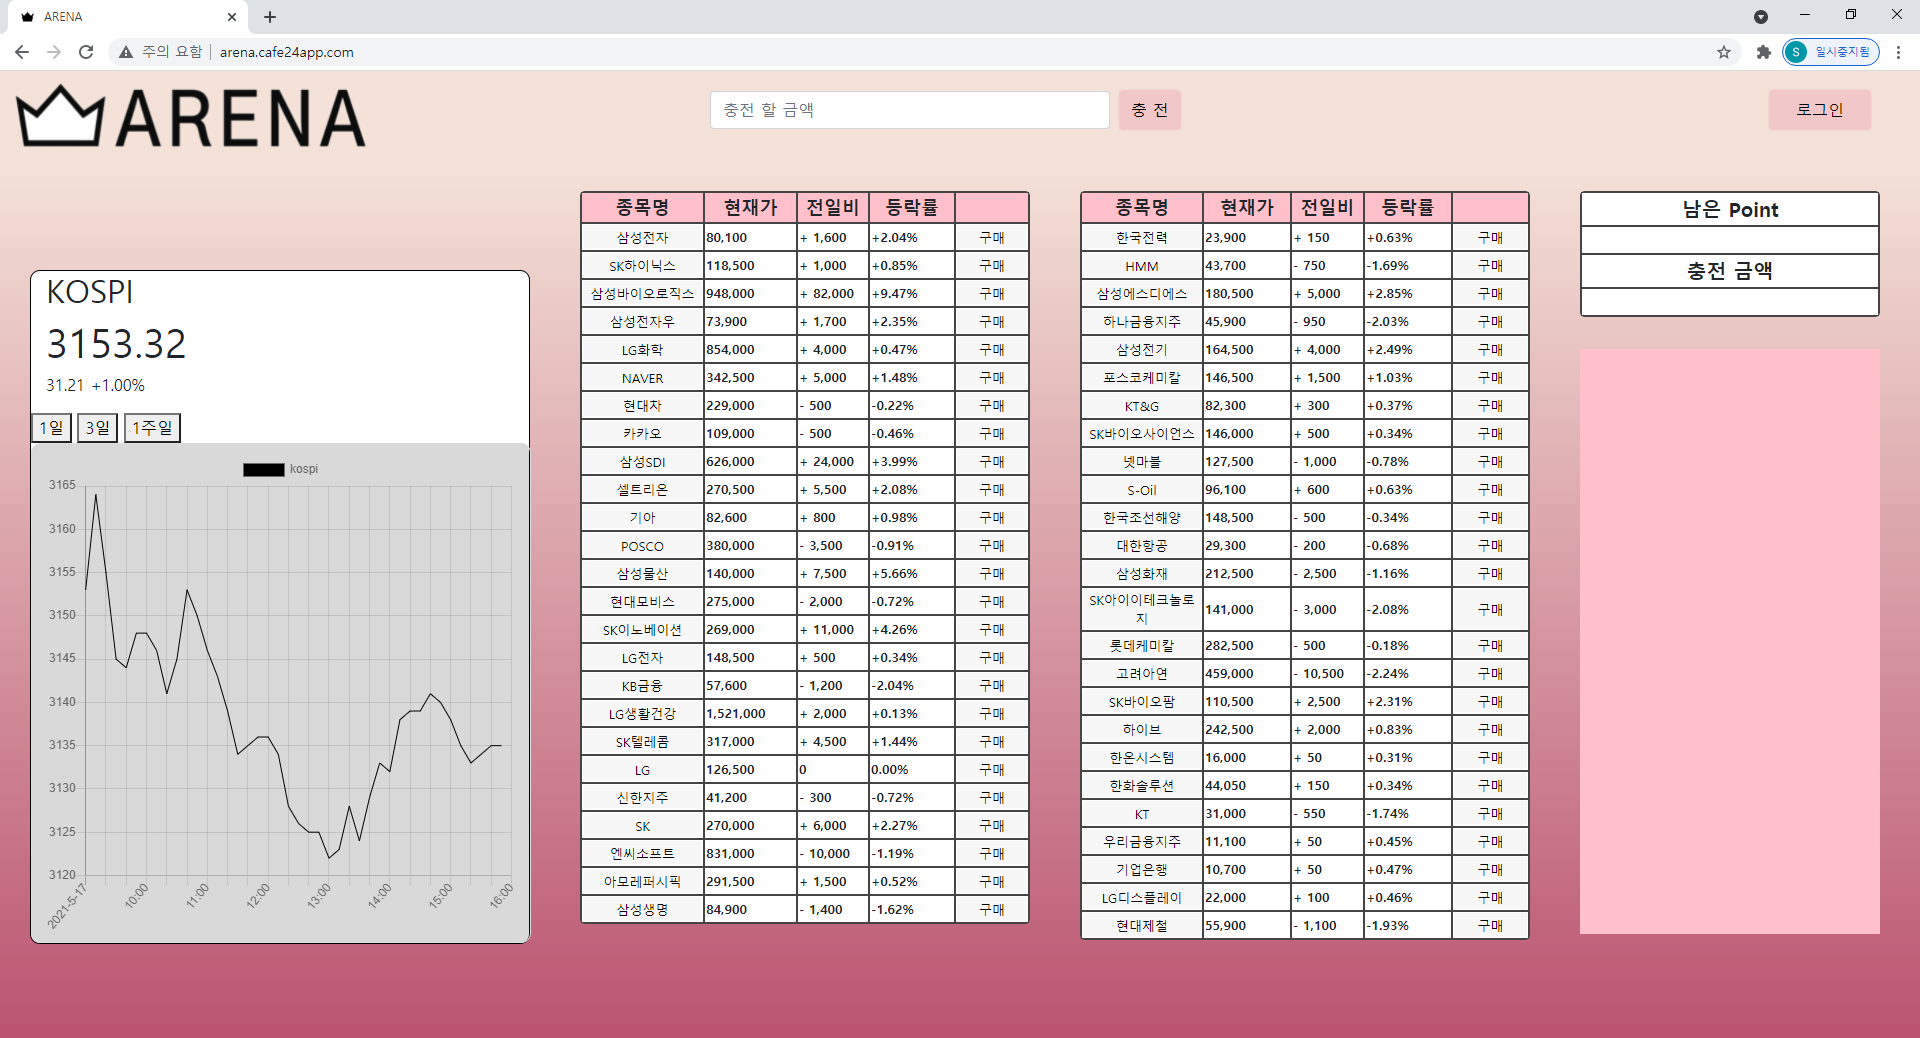 ARENA
주의 요함 arena.cafe24app.com
S 일시중지됨
ARENA
충전 할 금액
충 전
로그인
KOSPI
3153.32
31.21 +1.00%
1일 3일 1주일
kospi
3165
3160
3155
3150
3145
3140
3135
3130
3125
3120
2021-5-17 10:00 11:00 12:00 13:00 14:00 15:00 16:00
종목명 현재가 전일비 등락률
삼성전자 80,100 + 1,600 +2.04% 구매
SK하이닉스 118,500 + 1,000 +0.85% 구매
삼성바이오로직스 948,000 + 82,000 +9.47% 구매
삼성전자우 73,900 + 1,700 +2.35% 구매
LG화학 854,000 + 4,000 +0.47% 구매
NAVER 342,500 + 5,000 +1.48% 구매
현대차 229,000 - 500 -0.22% 구매
카카오 109,000 - 500 -0.46% 구매
삼성SDI 626,000 + 24,000 +3.99% 구매
셀트리온 270,500 + 5,500 +2.08% 구매
기아 82,600 + 800 +0.98% 구매
POSCO 380,000 - 3,500 -0.91% 구매
삼성물산 140,000 + 7,500 +5.66% 구매
현대모비스 275,000 - 2,000 -0.72% 구매
SK이노베이션 269,000 + 11,000 +4.26% 구매
LG전자 148,500 + 500 +0.34% 구매
KB금융 57,600 - 1,200 -2.04% 구매
LG생활건강 1,521,000 + 2,000 +0.13% 구매
SK텔레콤 317,000 + 4,500 +1.44% 구매
LG 126,500 0 0.00% 구매
신한지주 41,200 - 300 -0.72% 구매
SK 270,000 + 6,000 +2.27% 구매
엔씨소프트 831,000 - 10,000 -1.19% 구매
아모레퍼시픽 291,500 + 1,500 +0.52% 구매
삼성생명 84,900 - 1,400 -1.62% 구매
종목명 현재가 전일비 등락률
한국전력 23,900 + 150 +0.63% 구매
HMM 43,700 - 750 -1.69% 구매
삼성에스디에스 180,500 + 5,000 +2.85% 구매
하나금융지주 45,900 - 950 -2.03% 구매
삼성전기 164,500 + 4,000 +2.49% 구매
포스코케미칼 146,500 + 1,500 +1.03% 구매
KT&G 82,300 + 300 +0.37% 구매
SK바이오사이언스 146,000 + 500 +0.34% 구매
넷마블 127,500 - 1,000 -0.78% 구매
S-Oil 96,100 + 600 +0.63% 구매
한국조선해양 148,500 - 500 -0.34% 구매
대한항공 29,300 - 200 -0.68% 구매
삼성화재 212,500 - 2,500 -1.16% 구매
SK아이이테크놀로
지 141,000 - 3,000 -2.08% 구매
롯데케미칼 282,500 - 500 -0.18% 구매
고려아연 459,000 - 10,500 -2.24% 구매
SK바이오팜 110,500 + 2,500 +2.31% 구매
하이브 242,500 + 2,000 +0.83% 구매
한온시스템 16,000 + 50 +0.31% 구매
한화솔루션 44,050 + 150 +0.34% 구매
KT 31,000 - 550 -1.74% 구매
우리금융지주 11,100 + 50 +0.45% 구매
기업은행 10,700 + 50 +0.47% 구매
LG디스플레이 22,000 + 100 +0.46% 구매
현대제철 55,900 - 1,100 -1.93% 구매
남은 Point
충전 금액